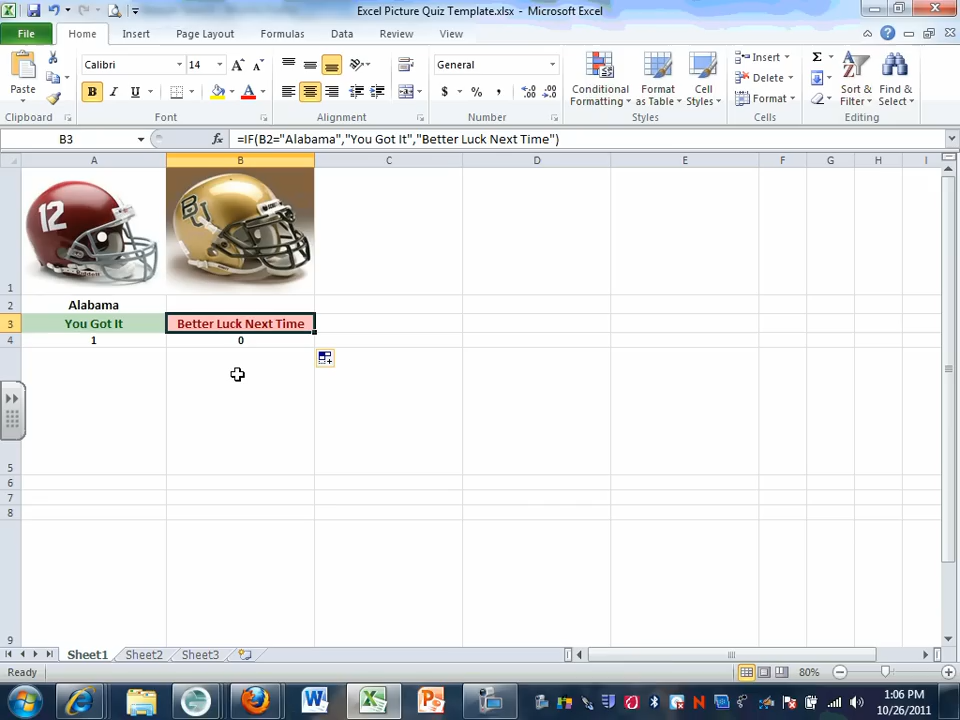 Excel Picture Quiz Template.xlsx - Microsoft Excel
File Home Insert Page Layout Formulas Data Review View
Paste
Calibri 14
B I U
A A
General
$ % ,
Conditional Formatting
Format as Table
Cell Styles
Insert
Delete
Format
Σ
Sort & Filter
Find & Select
Clipboard Font Alignment Number Styles Cells Editing
B3 fx =IF(B2="Alabama","You Got It","Better Luck Next Time")
A B C D E F G H I
12
BU
1
2 Alabama
3 You Got It Better Luck Next Time
4 1 0
5
6
7
8
9
Sheet1 Sheet2 Sheet3
Ready 80%
1:06 PM
10/26/2011